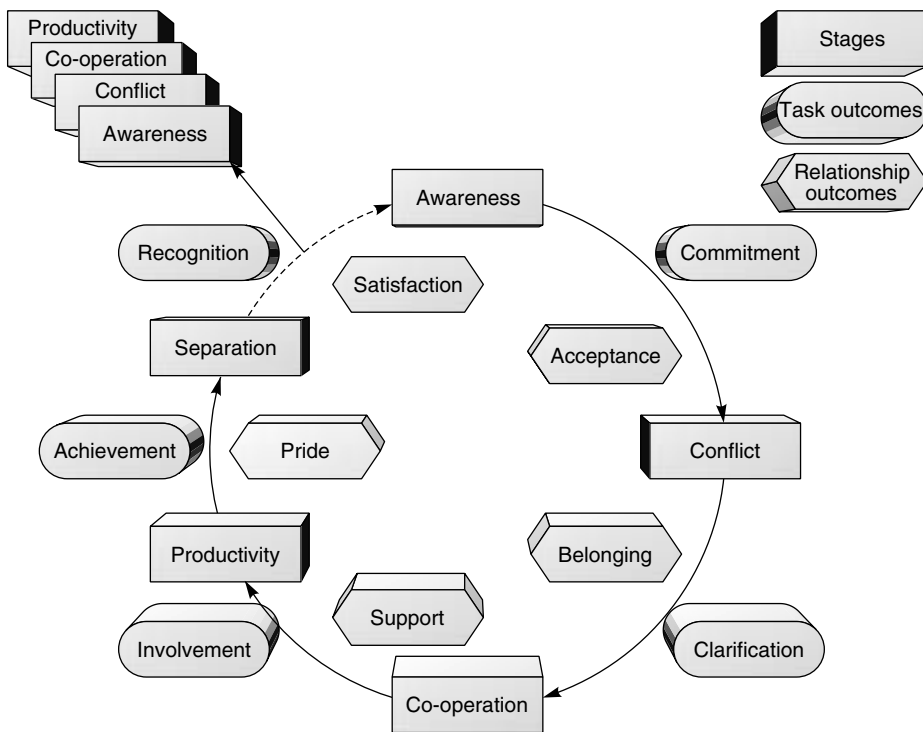 Productivity
Co-operation
Conflict
Awareness
Stages
Task outcomes
Relationship
outcomes
Awareness
Recognition
Commitment
Satisfaction
Separation
Acceptance
Achievement
Pride
Conflict
Productivity
Belonging
Support
Involvement
Clarification
Co-operation